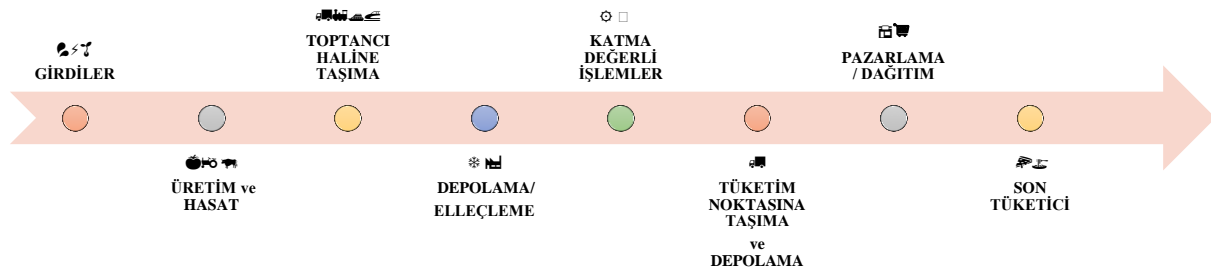 GİRDİLER
ÜRETİM ve
HASAT
TOPTANCI
HALİNE
TAŞIMA
DEPOLAMA/
ELLEÇLEME
KATMA
DEĞERLİ
İŞLEMLER
TÜKETİM
NOKTASINA
TAŞIMA
ve
DEPOLAMA
PAZARLAMA
/ DAĞITIM
SON
TÜKETİCİ